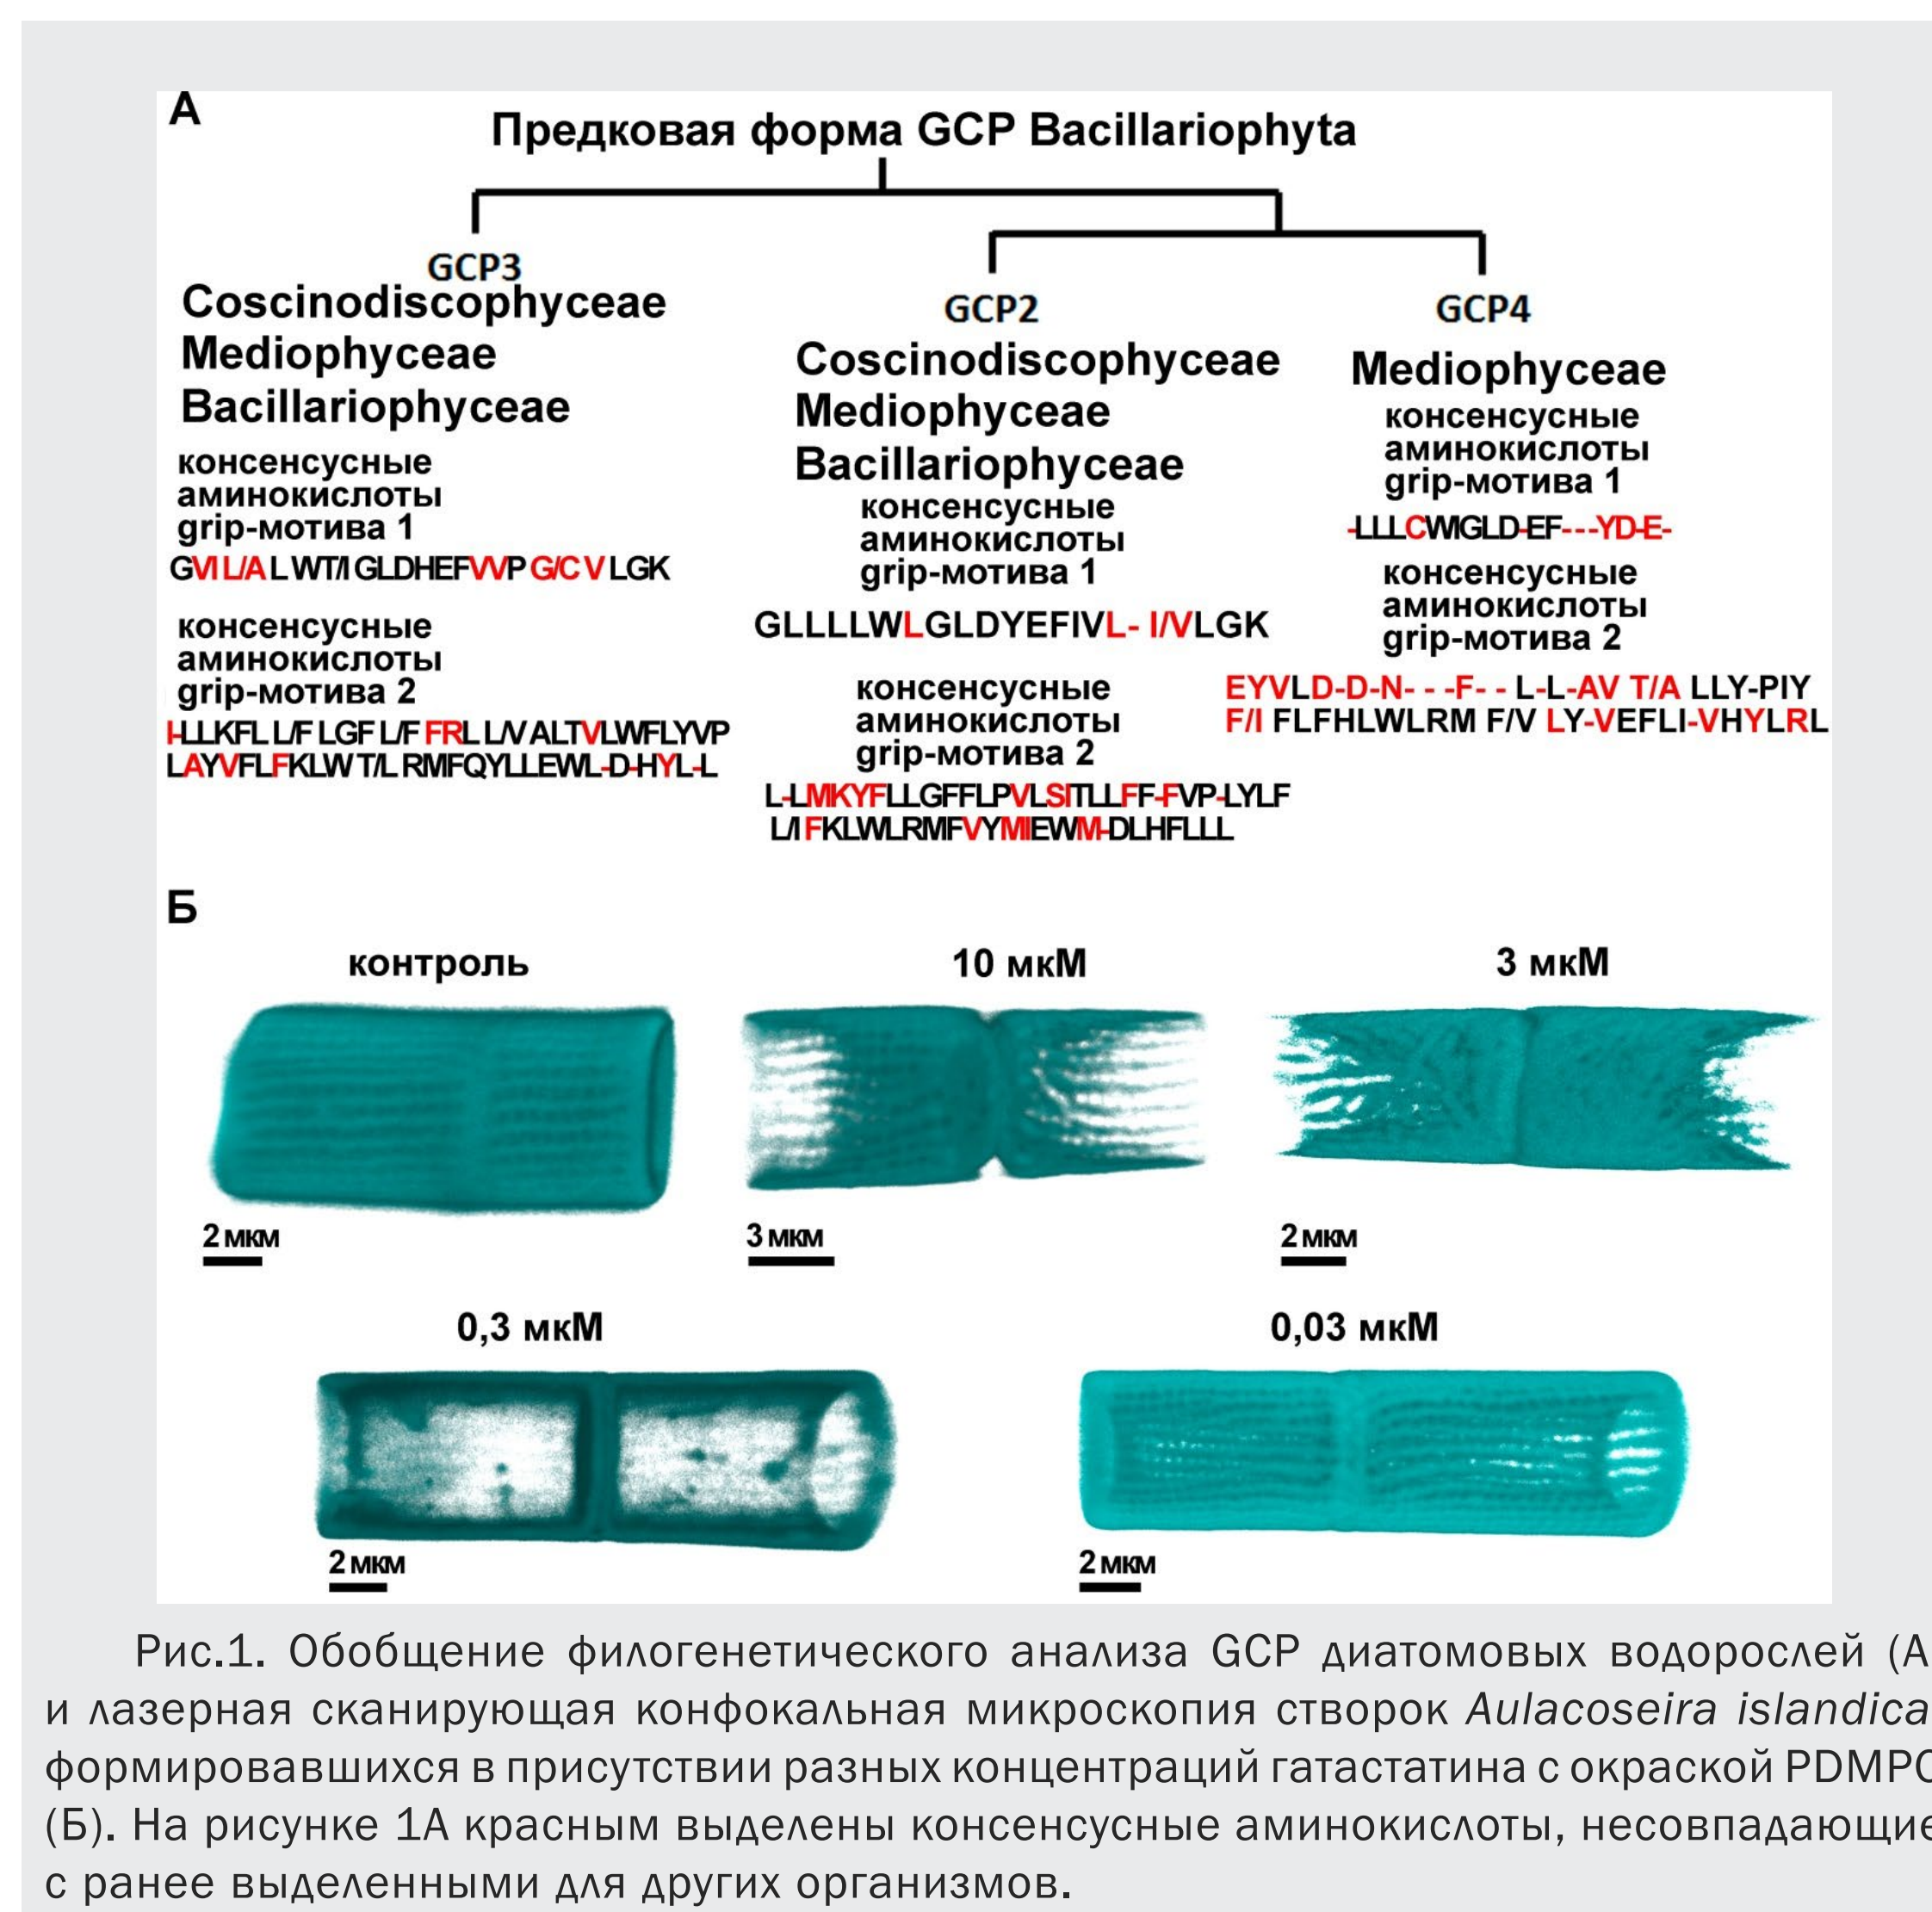 А
Предковая форма GCP Bacillariophyta
GCP3
Coscinodiscophyceae
Mediophyceae
Bacillariophyceae
консенсусные
аминокислоты
grip-мотива 1
GVI L/A L WT/I GLDHEFVVP G/C V LGK
консенсусные
аминокислоты
grip-мотива 2
I-LLKFL L/F LGF L/F FRL L/V ALTVLWFLYVP
LAYVFLFKLW T/L RMFQYLLEWL-D-HYL-L
GCP2
Coscinodiscophyceae
Mediophyceae
Bacillariophyceae
консенсусные
аминокислоты
grip-мотива 1
GLLLLWLGLDYEFIVL- I/VLGK
консенсусные
аминокислоты
grip-мотива 2
L-LMKYFLLGFFLPVLSITLLFF-FVP-LYLF
L/I FKLWLRMFVYMIEWM-DLHFLLL
GCP4
Mediophyceae
консенсусные
аминокислоты
grip-мотива 1
-LLLCWIGLD-EF---YD-E-
консенсусные
аминокислоты
grip-мотива 2
EYVLD-D-N- - -F- - L-L-AV T/A LLY-PIY
F/I FLFHLWLRM F/V LY-VEFLI-VHYLRL
Б
контроль
10 мкМ
3 мкМ
2 мкм
3 мкм
2 мкм
0,3 мкМ
0,03 мкМ
2 мкм
2 мкм
Рис.1. Обобщение филогенетического анализа GCP диатомовых водорослей (А
и лазерная сканирующая конфокальная микроскопия створок Aulacoseira islandica
формировавшихся в присутствии разных концентраций гатастатина с окраской PDMPO
(Б). На рисунке 1А красным выделены консенсусные аминокислоты, несовпадающие
с ранее выделенными для других организмов.